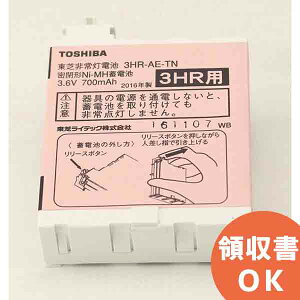 TOSHIBA
東芝非常灯電池 3HR-AE-TN
密閉形Ni-MH蓄電池
3.6V 700mAh 2016年製
3HR用
器具の電源を通電しないと、
蓄電池を取り付けても
非常点灯しません。
東芝ライテック株式会社 161107 WB
(蓄電池の外し方)
リリースボタン
リリースボタンを押しながら
人差し指で引き上げる
領収書
OK